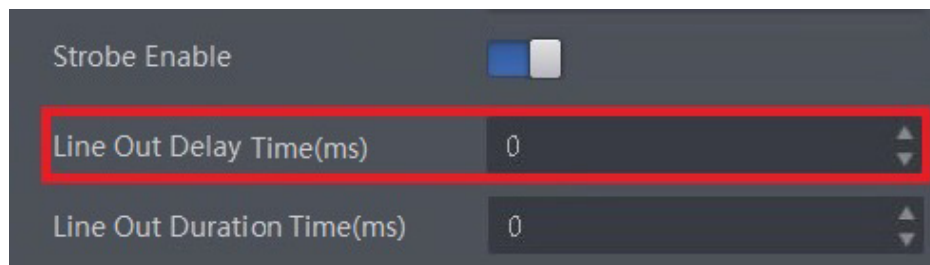 Strobe Enable
Line Out Delay Time(ms) 0
Line Out Duration Time(ms) 0